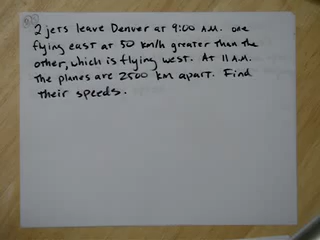 2 jets leave Denver at 9:00 A.M. one
flying east at 50 km/h greater than the
other, which is flying west. At 11 A.M.
the planes are 2500 km apart. Find
their speeds.